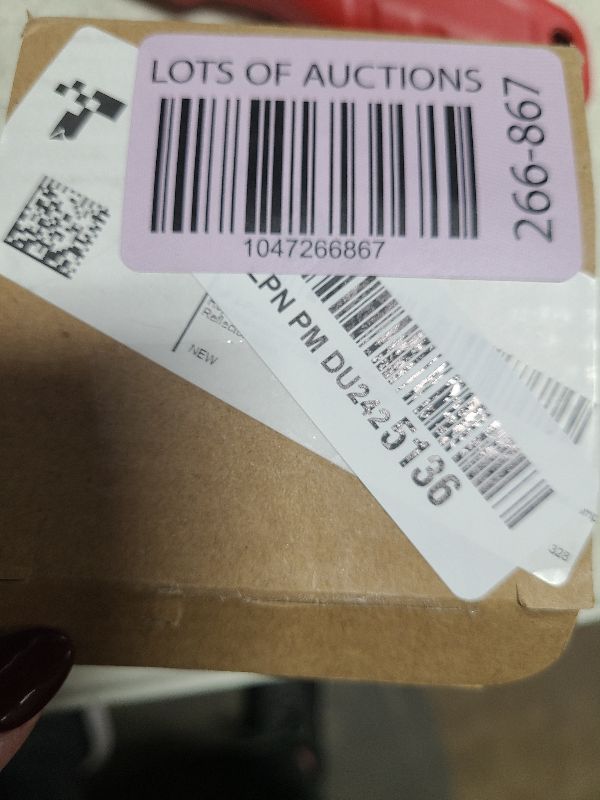 LOTS OF AUCTIONS
1047266867
266-867
LPN PM DU2425136
NEW
328